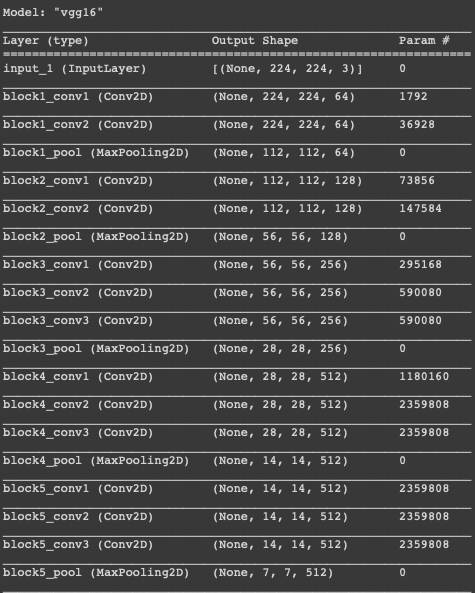 Model: "vgg16"
Layer (type) Output Shape Param #
input_1 (InputLayer) [(None, 224, 224, 3)] 0
block1_conv1 (Conv2D) (None, 224, 224, 64) 1792
block1_conv2 (Conv2D) (None, 224, 224, 64) 36928
block1_pool (MaxPooling2D) (None, 112, 112, 64) 0
block2_conv1 (Conv2D) (None, 112, 112, 128) 73856
block2_conv2 (Conv2D) (None, 112, 112, 128) 147584
block2_pool (MaxPooling2D) (None, 56, 56, 128) 0
block3_conv1 (Conv2D) (None, 56, 56, 256) 295168
block3_conv2 (Conv2D) (None, 56, 56, 256) 590080
block3_conv3 (Conv2D) (None, 56, 56, 256) 590080
block3_pool (MaxPooling2D) (None, 28, 28, 256) 0
block4_conv1 (Conv2D) (None, 28, 28, 512) 1180160
block4_conv2 (Conv2D) (None, 28, 28, 512) 2359808
block4_conv3 (Conv2D) (None, 28, 28, 512) 2359808
block4_pool (MaxPooling2D) (None, 14, 14, 512) 0
block5_conv1 (Conv2D) (None, 14, 14, 512) 2359808
block5_conv2 (Conv2D) (None, 14, 14, 512) 2359808
block5_conv3 (Conv2D) (None, 14, 14, 512) 2359808
block5_pool (MaxPooling2D) (None, 7, 7, 512) 0